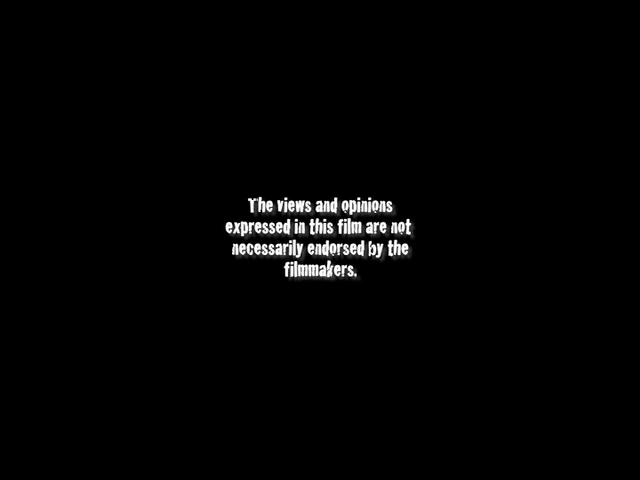 The views and opinions
expressed in this film are not
necessarily endorsed by the
filmmakers.